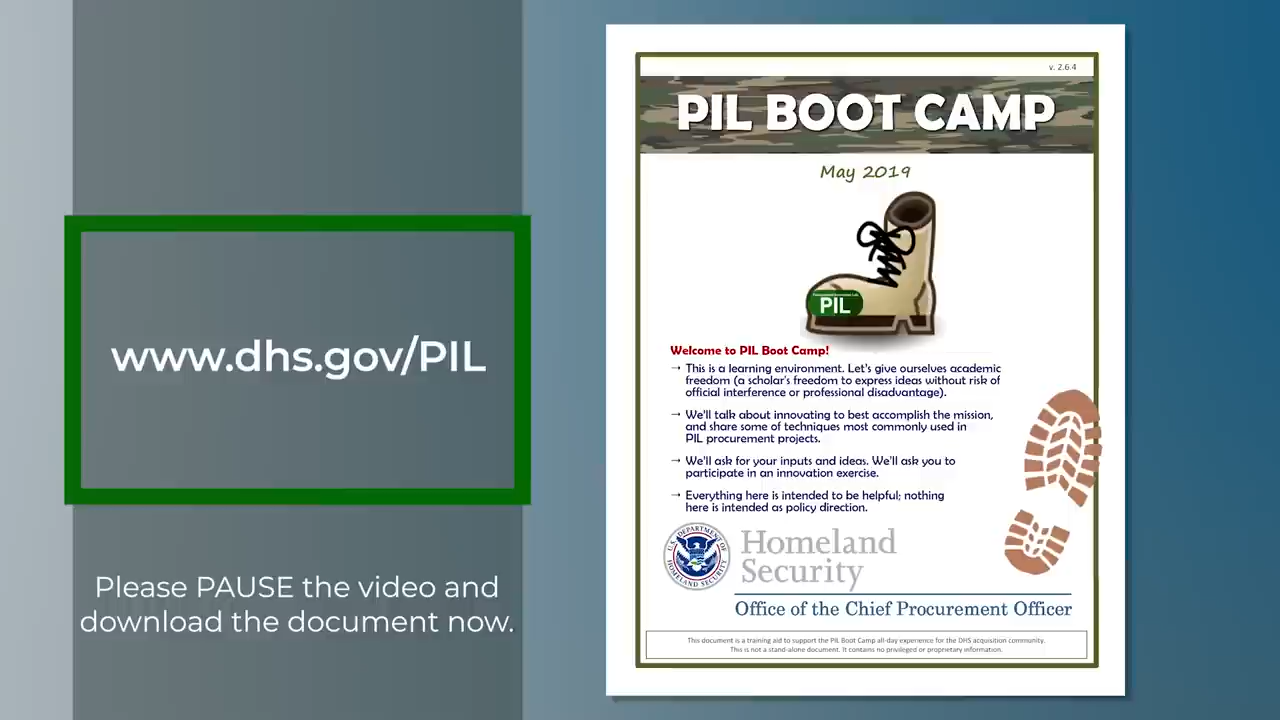 www.dhs.gov/PIL
Please PAUSE the video and
download the document now.
v. 2.6.4
PIL BOOT CAMP
May 2019
PIL
Welcome to PIL Boot Camp!
→ This is a learning environment. Let's give ourselves academic
freedom (a scholar's freedom to express ideas without risk of
official interference or professional disadvantage).
→ We'll talk about innovating to best accomplish the mission,
and share some of techniques most commonly used in
PIL procurement projects.
→ We'll ask for your inputs and ideas. We'll ask you to
participate in an innovation exercise.
→ Everything here is intended to be helpful; nothing
here is intended as policy direction.
U.S. DEPARTMENT OF
HOMELAND SECURITY
Homeland
Security
Office of the Chief Procurement Officer
This document is a training aid to support the PIL Boot Camp all-day experience for the DHS acquisition community.
This is not a stand-alone document. It contains no privileged or proprietary information.